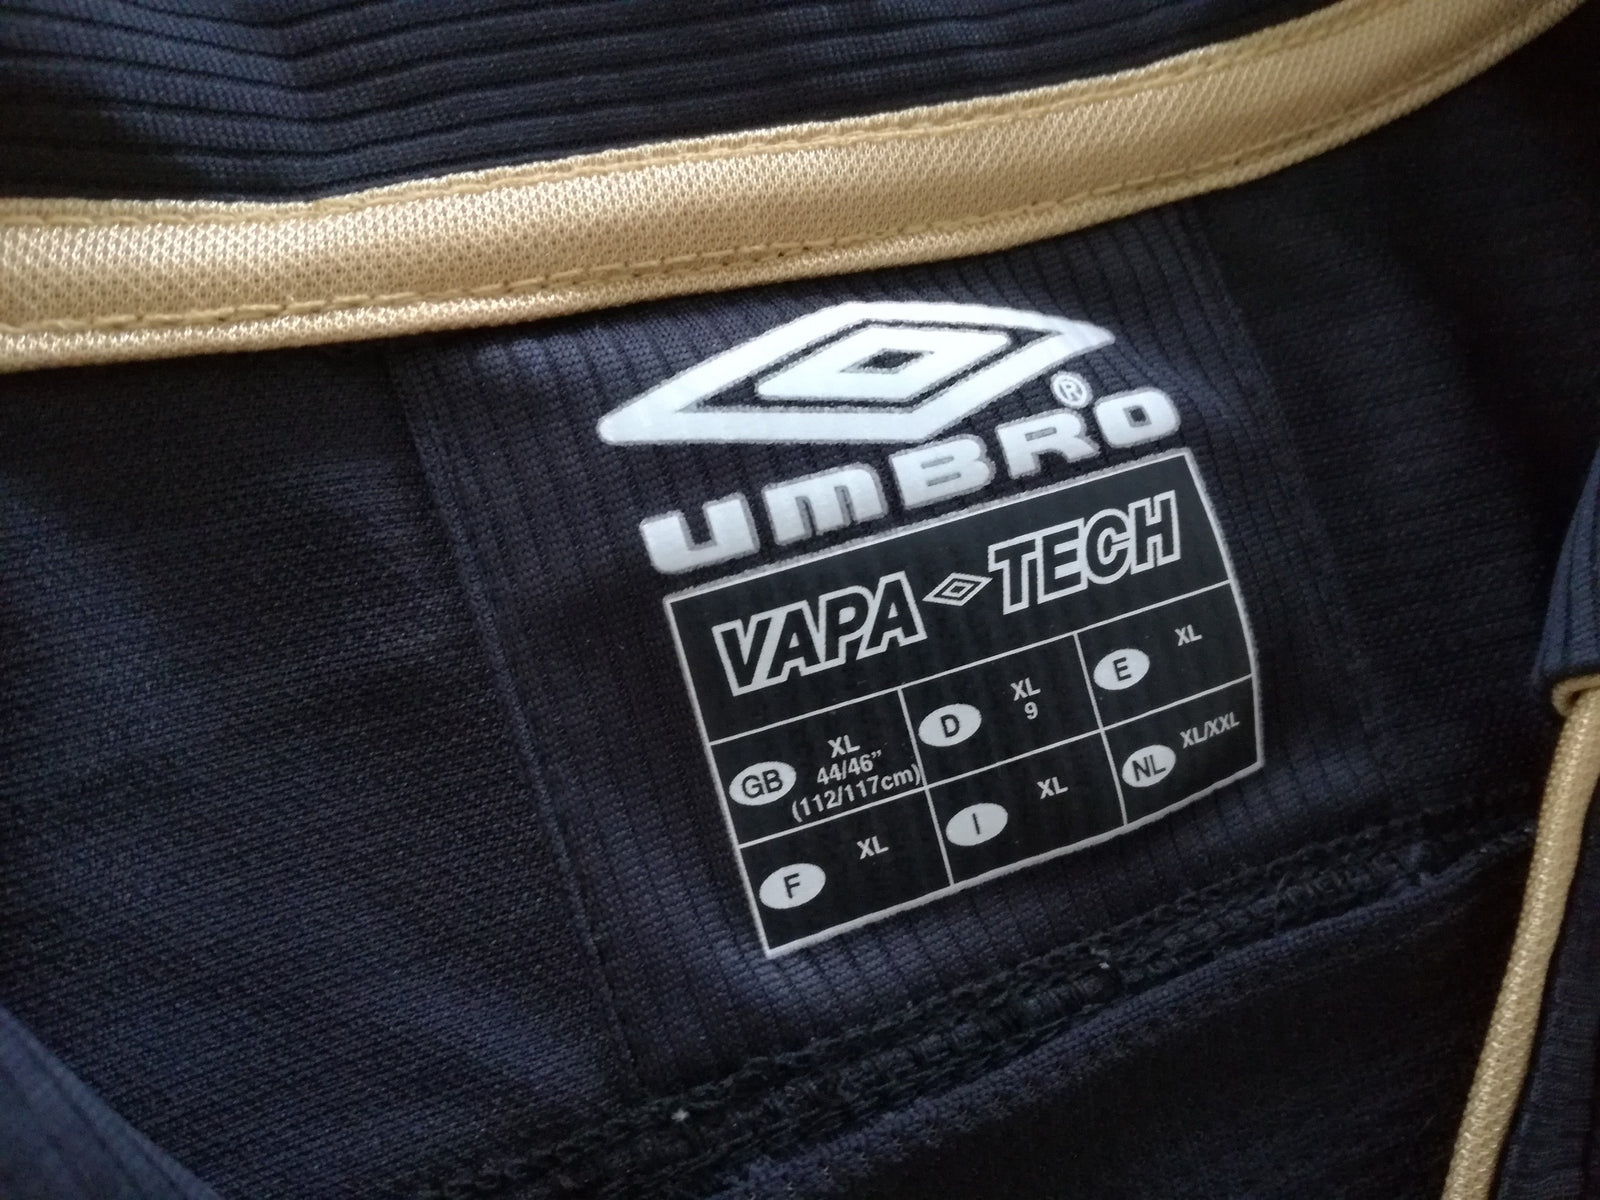 umbro®
VAPA TECH
GB XL
44/46”
(112/117cm)
D XL
9
E XL
F XL
I XL
NL XL/XXL